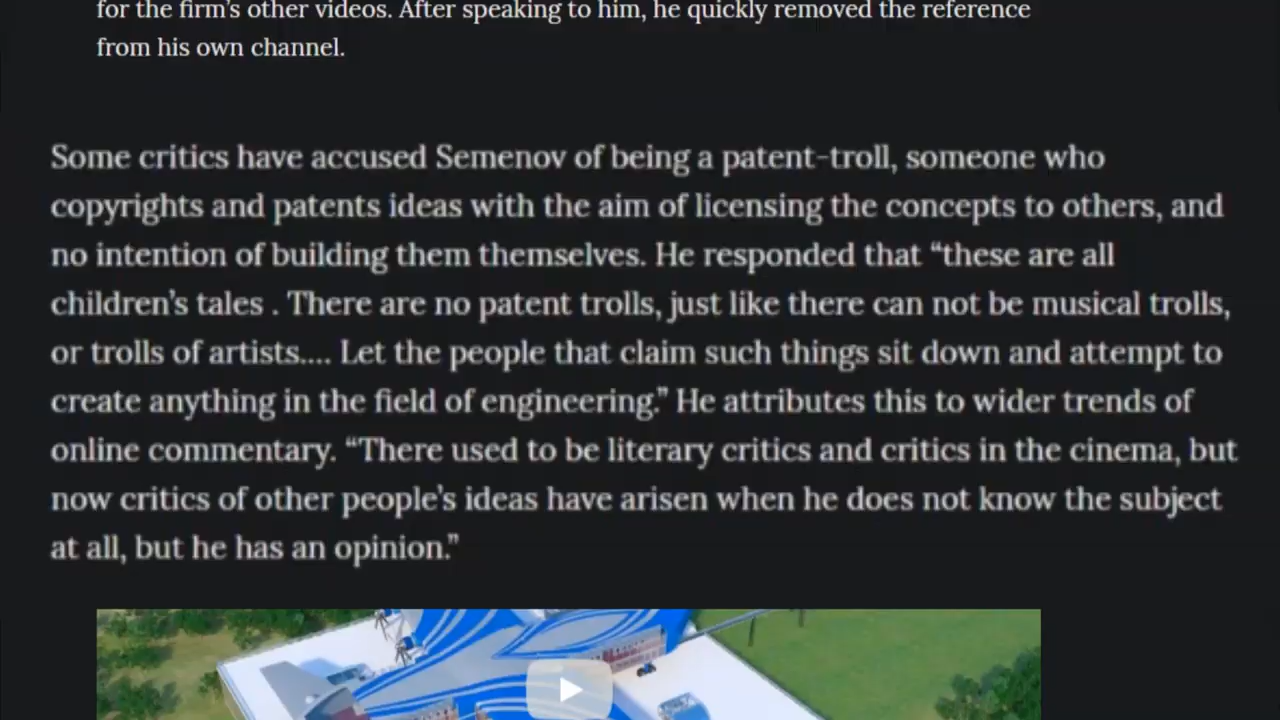 for the firm's other videos. After speaking to him, he quickly removed the reference
from his own channel.
Some critics have accused Semenov of being a patent-troll, someone who
copyrights and patents ideas with the aim of licensing the concepts to others, and
no intention of building them themselves. He responded that “these are all
children’s tales . There are no patent trolls, just like there can not be musical trolls,
or trolls of artists.... Let the people that claim such things sit down and attempt to
create anything in the field of engineering.” He attributes this to wider trends of
online commentary. “There used to be literary critics and critics in the cinema, but
now critics of other people’s ideas have arisen when he does not know the subject
at all, but he has an opinion.”